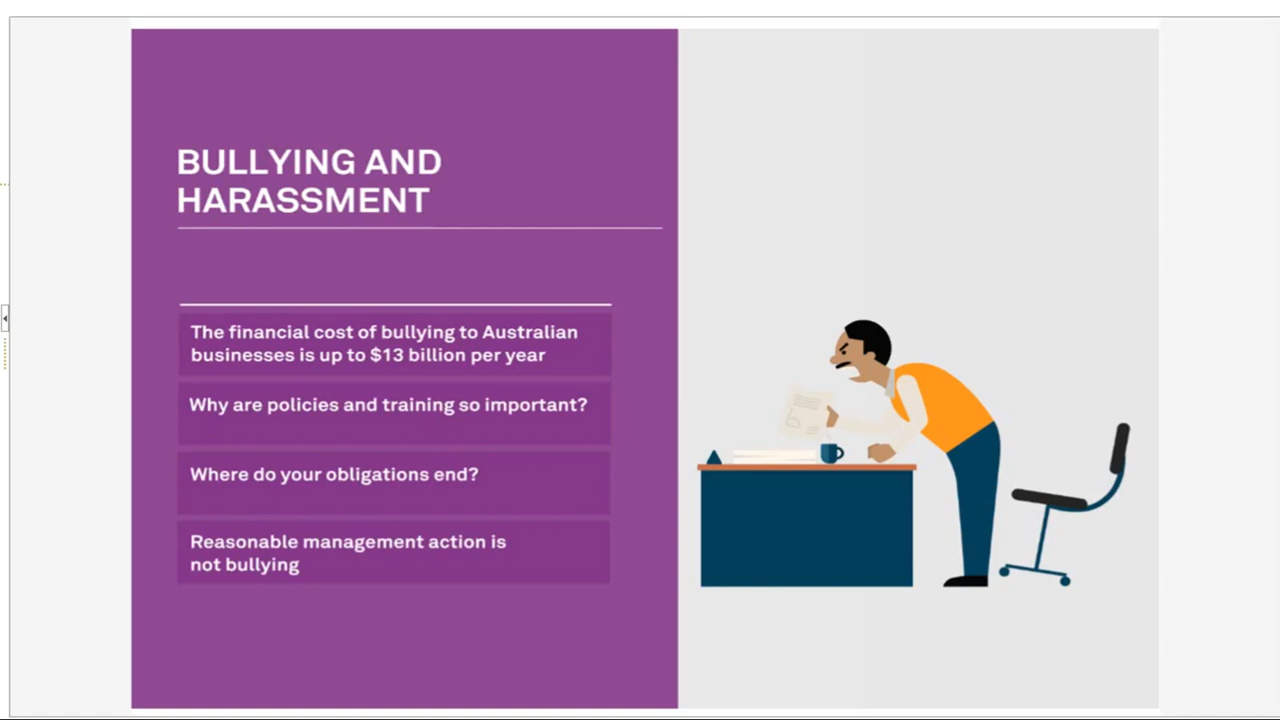 BULLYING AND
HARASSMENT
The financial cost of bullying to Australian
businesses is up to $13 billion per year
Why are policies and training so important?
Where do your obligations end?
Reasonable management action is
not bullying